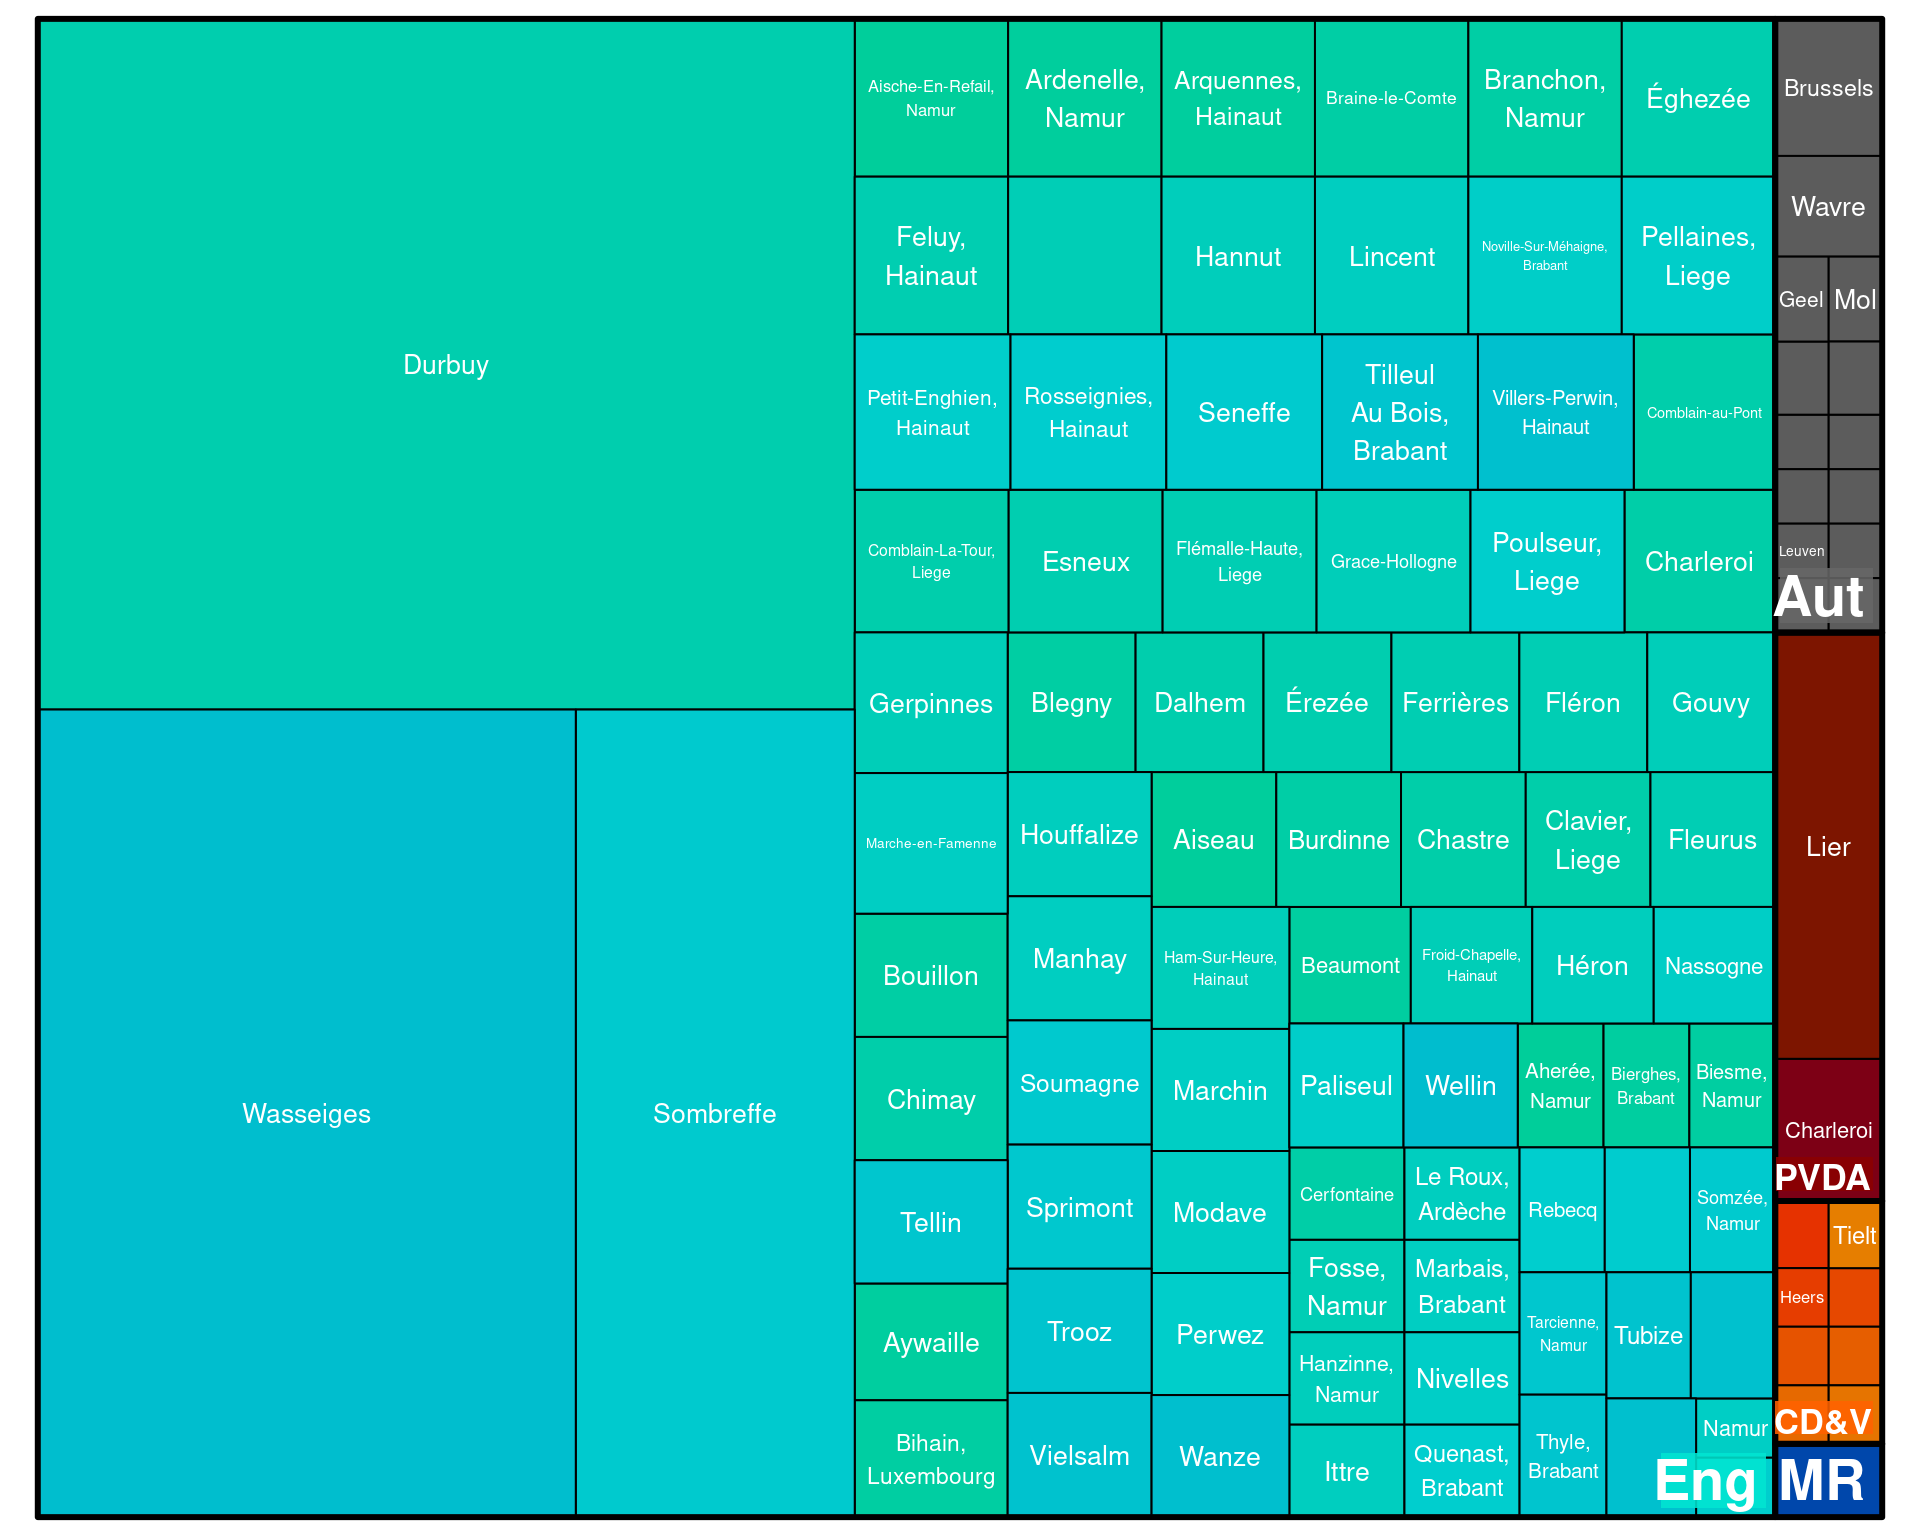 Durbuy
Wasseiges
Sombreffe
Aische-En-Refail,
Namur
Ardenelle,
Namur
Arquennes,
Hainaut
Braine-le-Comte
Branchon,
Namur
Éghezée
Feluy,
Hainaut
Hannut
Lincent
Noville-Sur-Méhaigne,
Brabant
Pellaines,
Liege
Petit-Enghien,
Hainaut
Rosseignies,
Hainaut
Seneffe
Tilleul
Au Bois,
Brabant
Villers-Perwin,
Hainaut
Comblain-au-Pont
Comblain-La-Tour,
Liege
Esneux
Flémalle-Haute,
Liege
Grace-Hollogne
Poulseur,
Liege
Charleroi
Gerpinnes
Blegny
Dalhem
Érezée
Ferrières
Fléron
Gouvy
Marche-en-Famenne
Houffalize
Aiseau
Burdinne
Chastre
Clavier,
Liege
Fleurus
Bouillon
Manhay
Ham-Sur-Heure,
Hainaut
Beaumont
Froid-Chapelle,
Hainaut
Héron
Nassogne
Chimay
Soumagne
Marchin
Paliseul
Wellin
Aherée,
Namur
Bierghes,
Brabant
Biesme,
Namur
Tellin
Sprimont
Modave
Cerfontaine
Le Roux,
Ardèche
Rebecq
Somzée,
Namur
Aywaille
Trooz
Perwez
Fosse,
Namur
Marbais,
Brabant
Tarcienne,
Namur
Tubize
Hanzinne,
Namur
Nivelles
Bihain,
Luxembourg
Vielsalm
Wanze
Ittre
Quenast,
Brabant
Thyle,
Brabant
Namur
Eng
Brussels
Wavre
Geel
Mol
Leuven
Aut
Lier
Charleroi
PVDA
Tielt
Heers
CD&V
MR